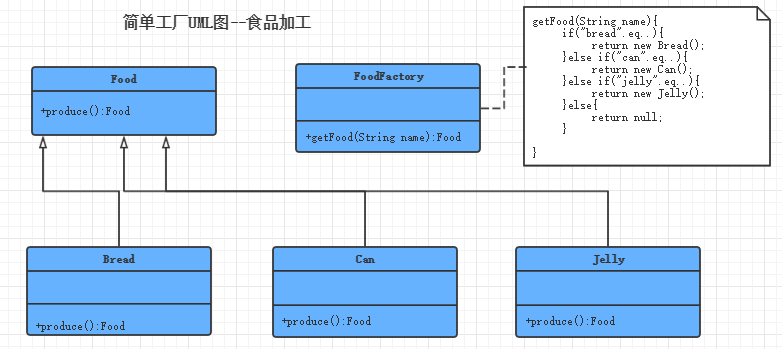 简单工厂UML图--食品加工
Food
+produce():Food
FoodFactory
+getFood(String name):Food
getFood(String name){
if("bread".eq..){
return new Bread();
}else if("can".eq..){
return new Can();
}else if("jelly".eq..){
return new Jelly();
}else{
return null;
}
}
Bread
+produce():Food
Can
+produce():Food
Jelly
+produce():Food